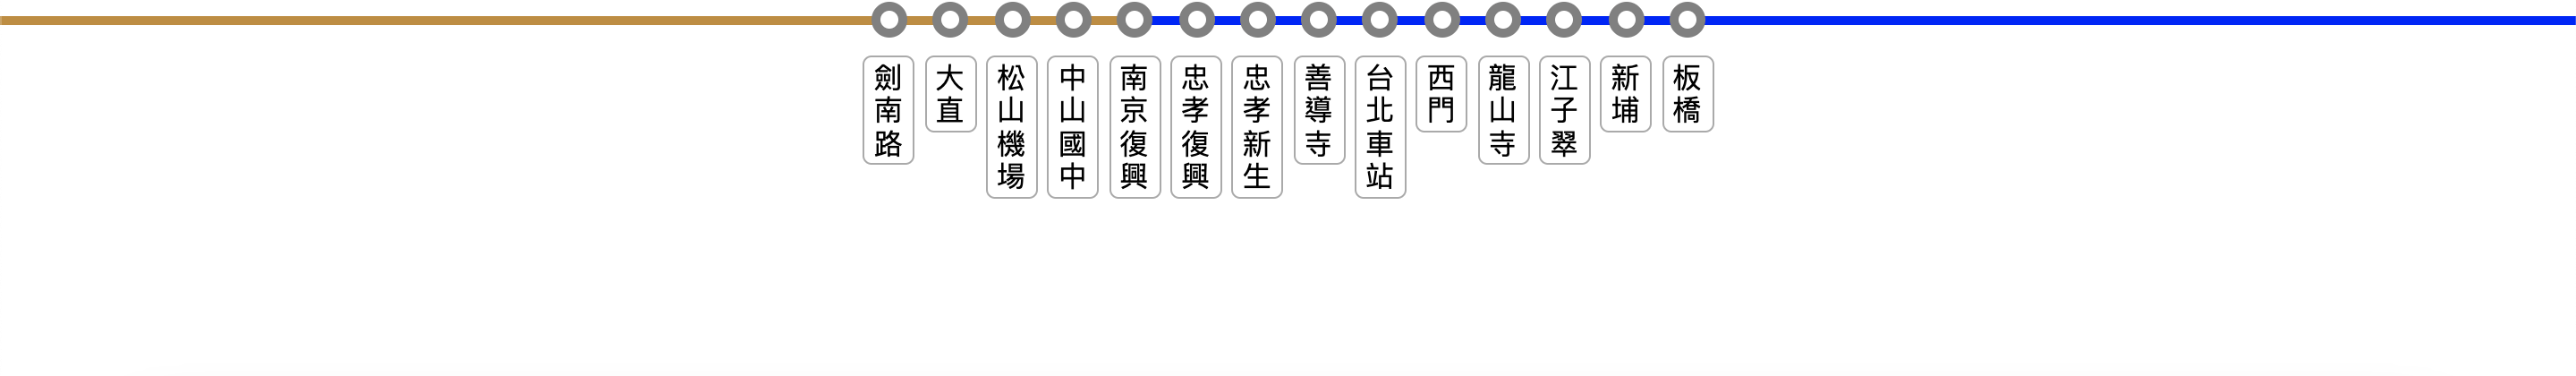 劍南路
大直
松山機場
中山國中
南京復興
忠孝復興
忠孝新生
善導寺
台北車站
西門
龍山寺
江子翠
新埔
板橋